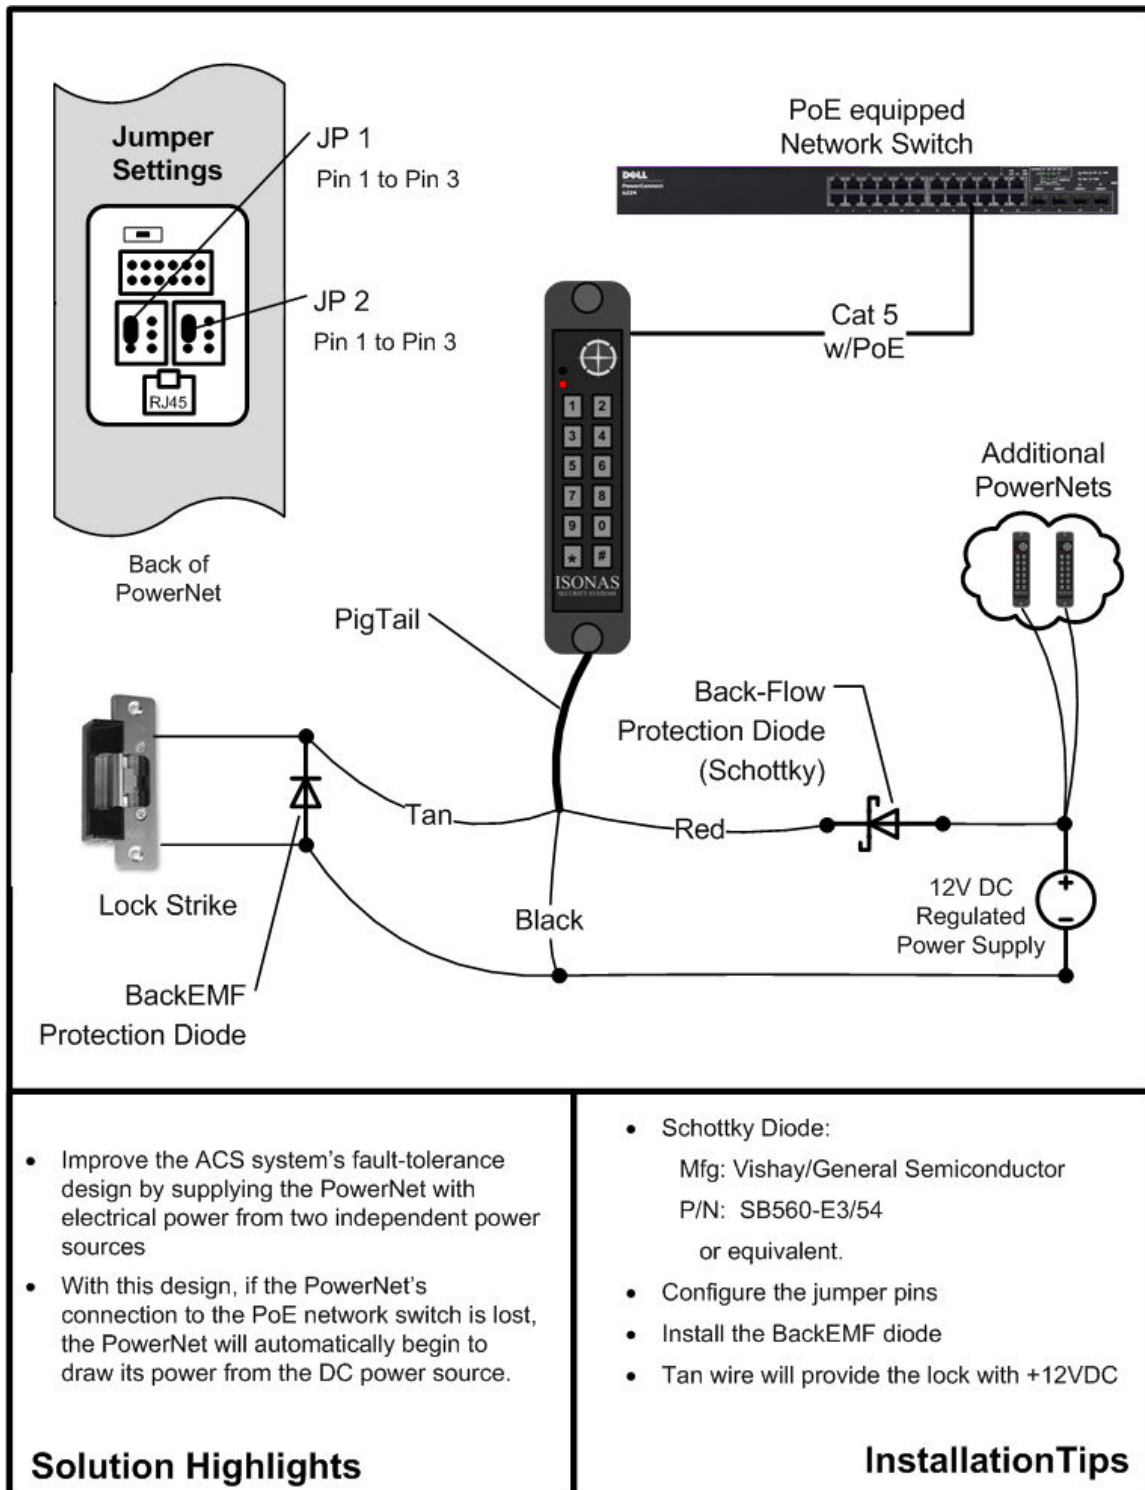 Jumper
Settings
JP 1
Pin 1 to Pin 3
JP 2
Pin 1 to Pin 3
RJ45
Back of
PowerNet
PoE equipped
Network Switch
DELL
PowerConnect
Cat 5
w/PoE
1 2
3 4
5 6
7 8
9 0
* #
ISONAS
SECURITY SYSTEMS
Additional
PowerNets
PigTail
Back-Flow
Protection Diode
(Schottky)
Tan
Red
Black
Lock Strike
12V DC
Regulated
Power Supply
+
−
BackEMF
Protection Diode
• Improve the ACS system's fault-tolerance
design by supplying the PowerNet with
electrical power from two independent power
sources
• With this design, if the PowerNet's
connection to the PoE network switch is lost,
the PowerNet will automatically begin to
draw its power from the DC power source.
Solution Highlights
• Schottky Diode:
Mfg: Vishay/General Semiconductor
P/N: SB560-E3/54
or equivalent.
• Configure the jumper pins
• Install the BackEMF diode
• Tan wire will provide the lock with +12VDC
InstallationTips